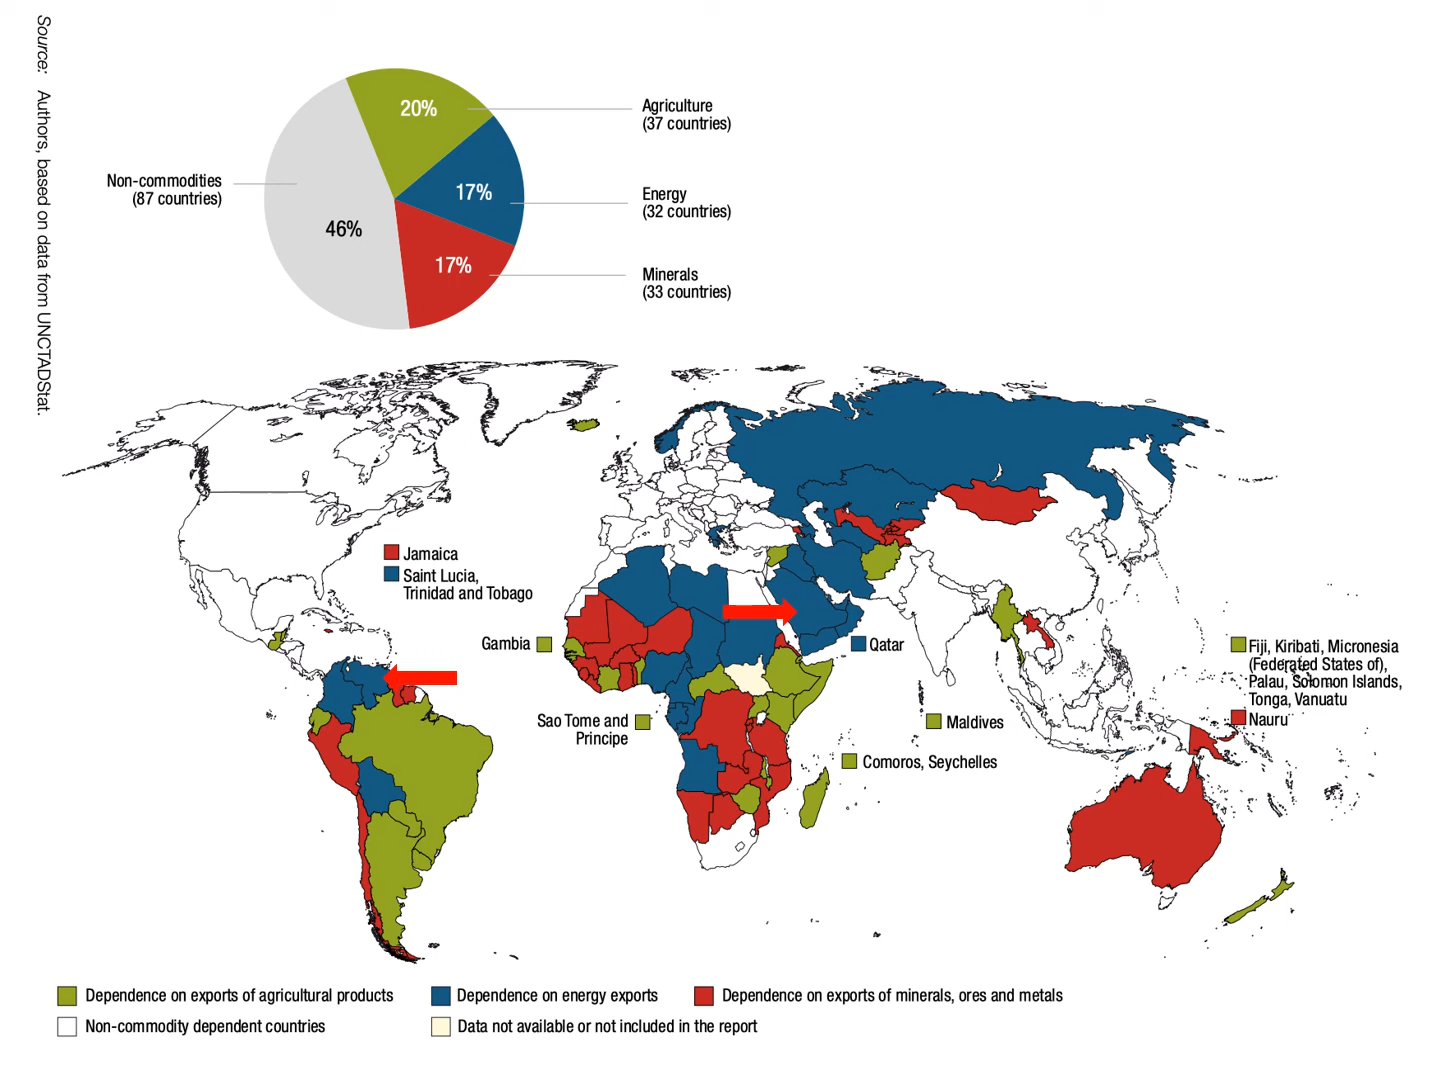 Source: Authors, based on data from UNCTADStat.
20%
Agriculture
(37 countries)
17%
Energy
(32 countries)
17%
Minerals
(33 countries)
Non-commodities
(87 countries)
46%
Jamaica
Saint Lucia,
Trinidad and Tobago
Gambia
Qatar
Sao Tome and
Principe
Maldives
Comoros, Seychelles
Fiji, Kiribati, Micronesia
(Federated States of),
Palau, Solomon Islands,
Tonga, Vanuatu
Nauru
Dependence on exports of agricultural products
Dependence on energy exports
Dependence on exports of minerals, ores and metals
Non-commodity dependent countries
Data not available or not included in the report